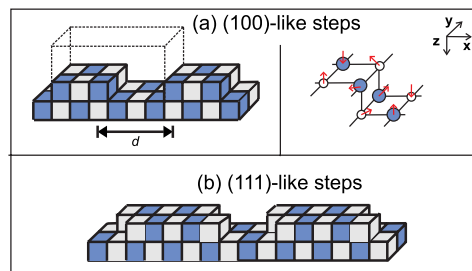 (a) (100)-like steps
y
z
x
d
(b) (111)-like steps